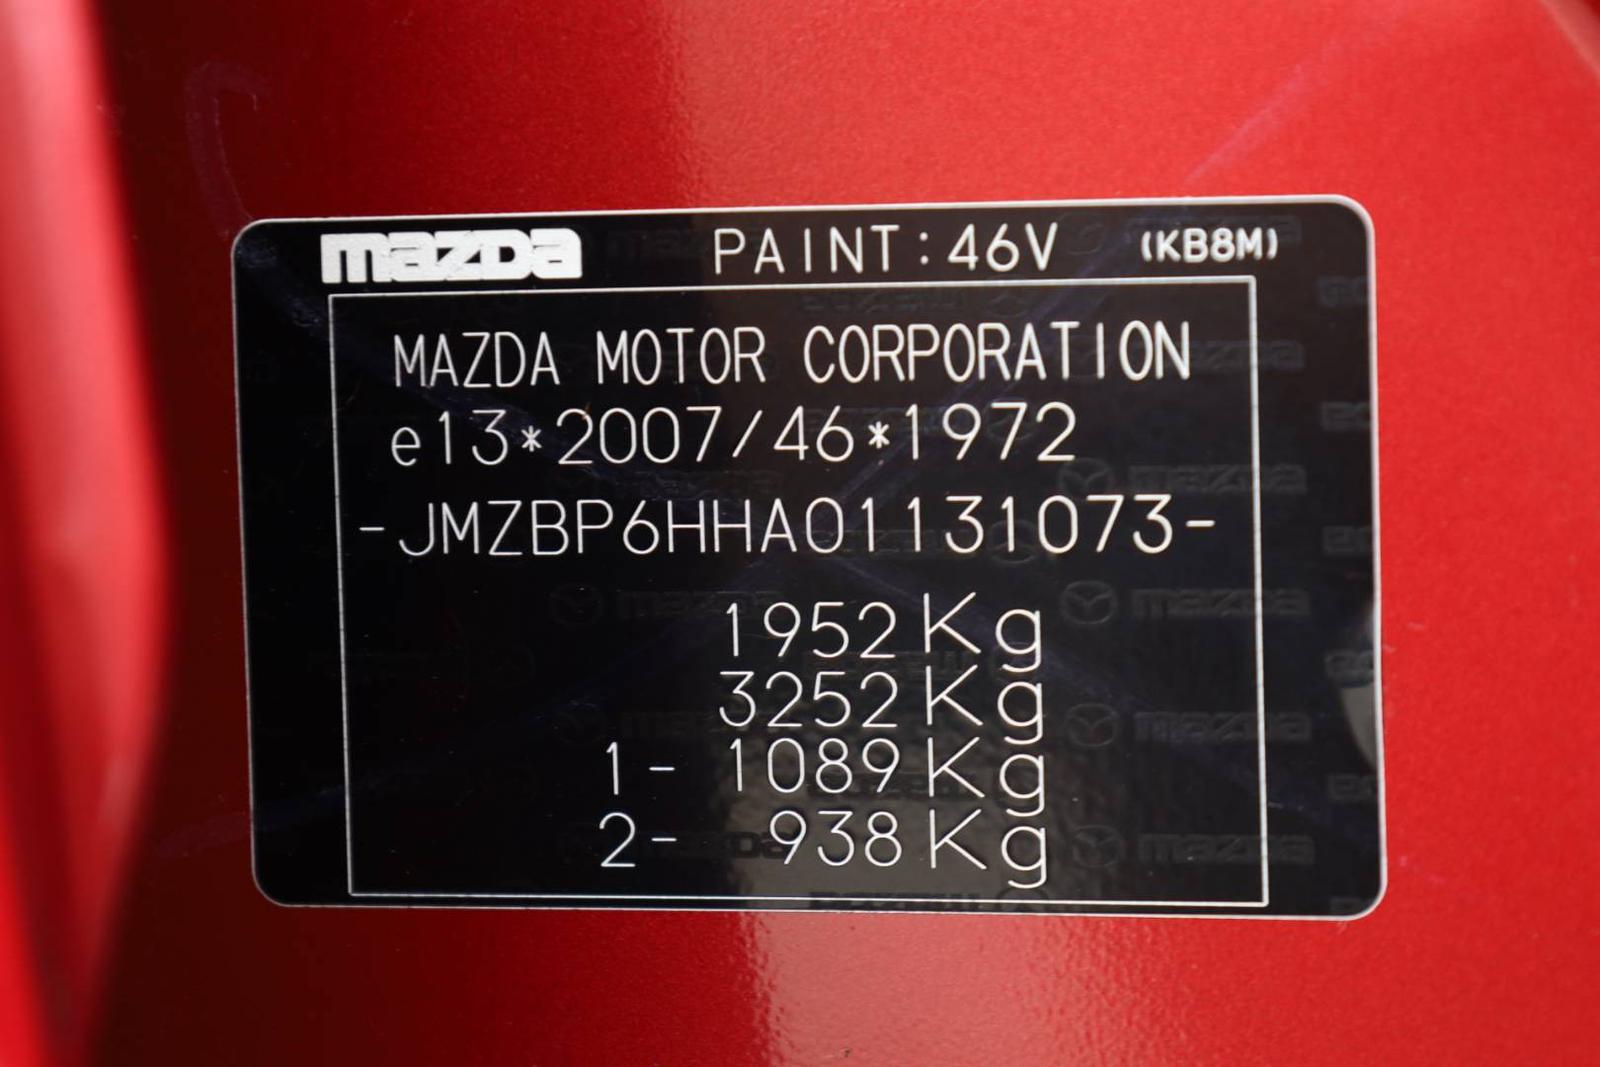 mazda PAINT:46V (KB8M)
MAZDA MOTOR CORPORATION
e13*2007/46*1972
-JMZBP6HHA01131073-
1952Kg
3252Kg
1- 1089Kg
2- 938Kg